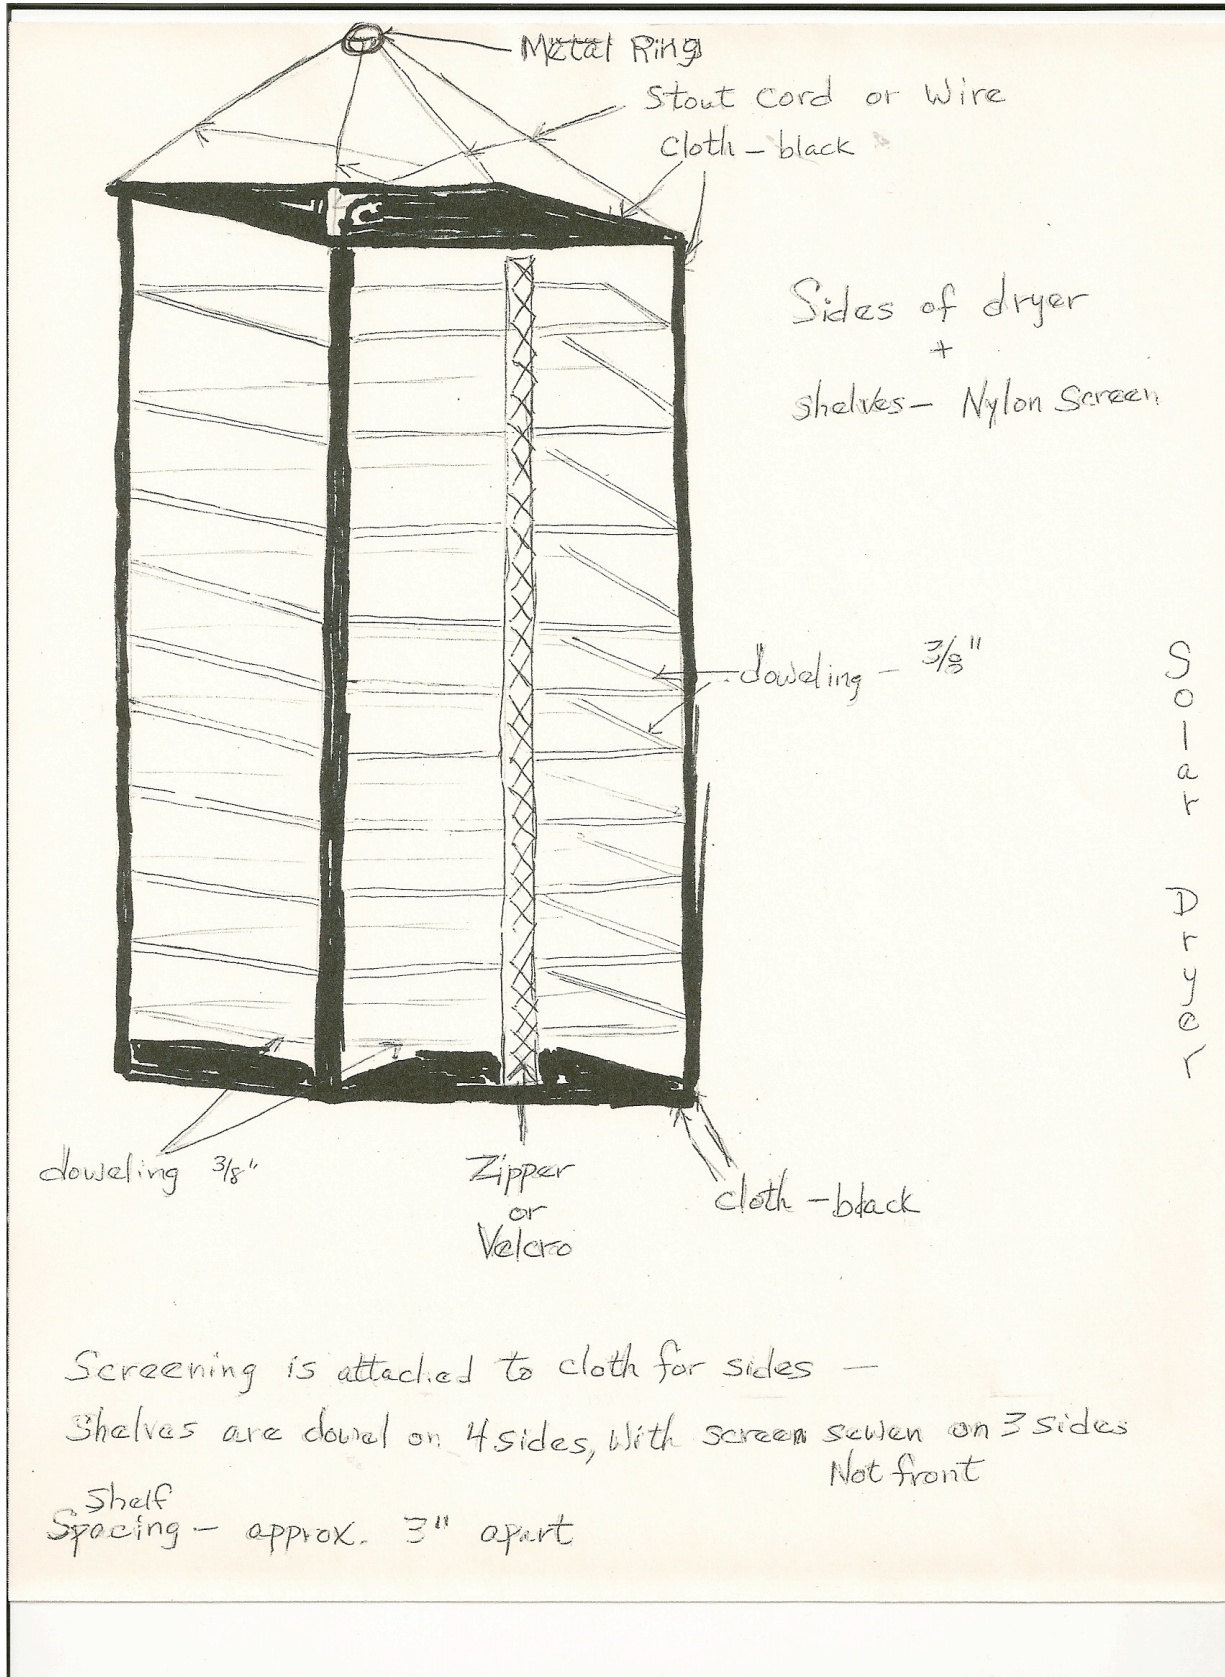 Metal Ring
Stout Cord or Wire
Cloth - black
Sides of dryer
+
shelves - Nylon Screen
doweling - 3/8"
Solar Dryer
doweling 3/8"
Zipper
or
Velcro
cloth - black
Screening is attached to cloth for sides -
Shelves are dowel on 4 sides, With screen sewen on 3 sides
Not front
Shelf
Spacing - approx. 3" apart